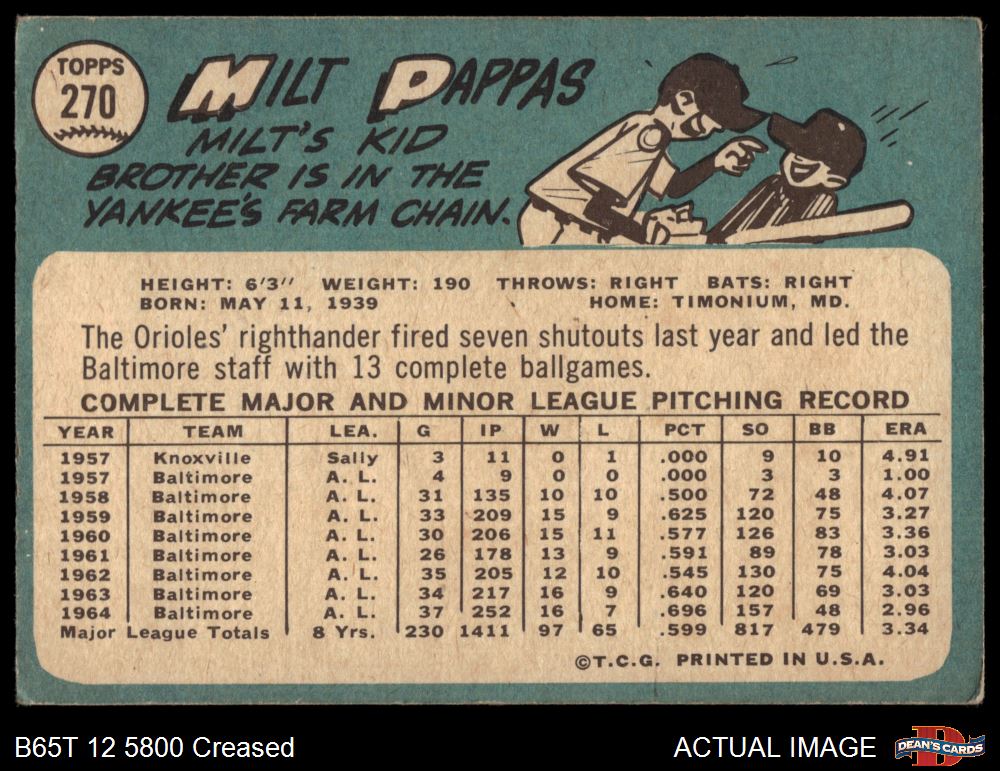 TOPPS
270
MILT PAPPAS
MILT'S KID
BROTHER IS IN THE
YANKEE'S FARM CHAIN.
HEIGHT: 6'3" WEIGHT: 190 THROWS: RIGHT BATS: RIGHT
BORN: MAY 11, 1939 HOME: TIMONIUM, MD.
The Orioles' righthander fired seven shutouts last year and led the
Baltimore staff with 13 complete ballgames.
COMPLETE MAJOR AND MINOR LEAGUE PITCHING RECORD
YEAR TEAM LEA. G IP W L PCT SO BB ERA
1957 Knoxville Sally 3 11 0 1 .000 9 10 4.91
1957 Baltimore A. L. 4 9 0 0 .000 3 3 1.00
1958 Baltimore A. L. 31 135 10 10 .500 72 48 4.07
1959 Baltimore A. L. 33 209 15 9 .625 120 75 3.27
1960 Baltimore A. L. 30 206 15 11 .577 126 83 3.36
1961 Baltimore A. L. 26 178 13 9 .591 89 78 3.03
1962 Baltimore A. L. 35 205 12 10 .545 130 75 4.04
1963 Baltimore A. L. 34 217 16 9 .640 120 69 3.03
1964 Baltimore A. L. 37 252 16 7 .696 157 48 2.96
Major League Totals 8 Yrs. 230 1411 97 65 .599 817 479 3.34
©T.C.G. PRINTED IN U.S.A.
B65T 12 5800 Creased ACTUAL IMAGE DEAN'S CARDS